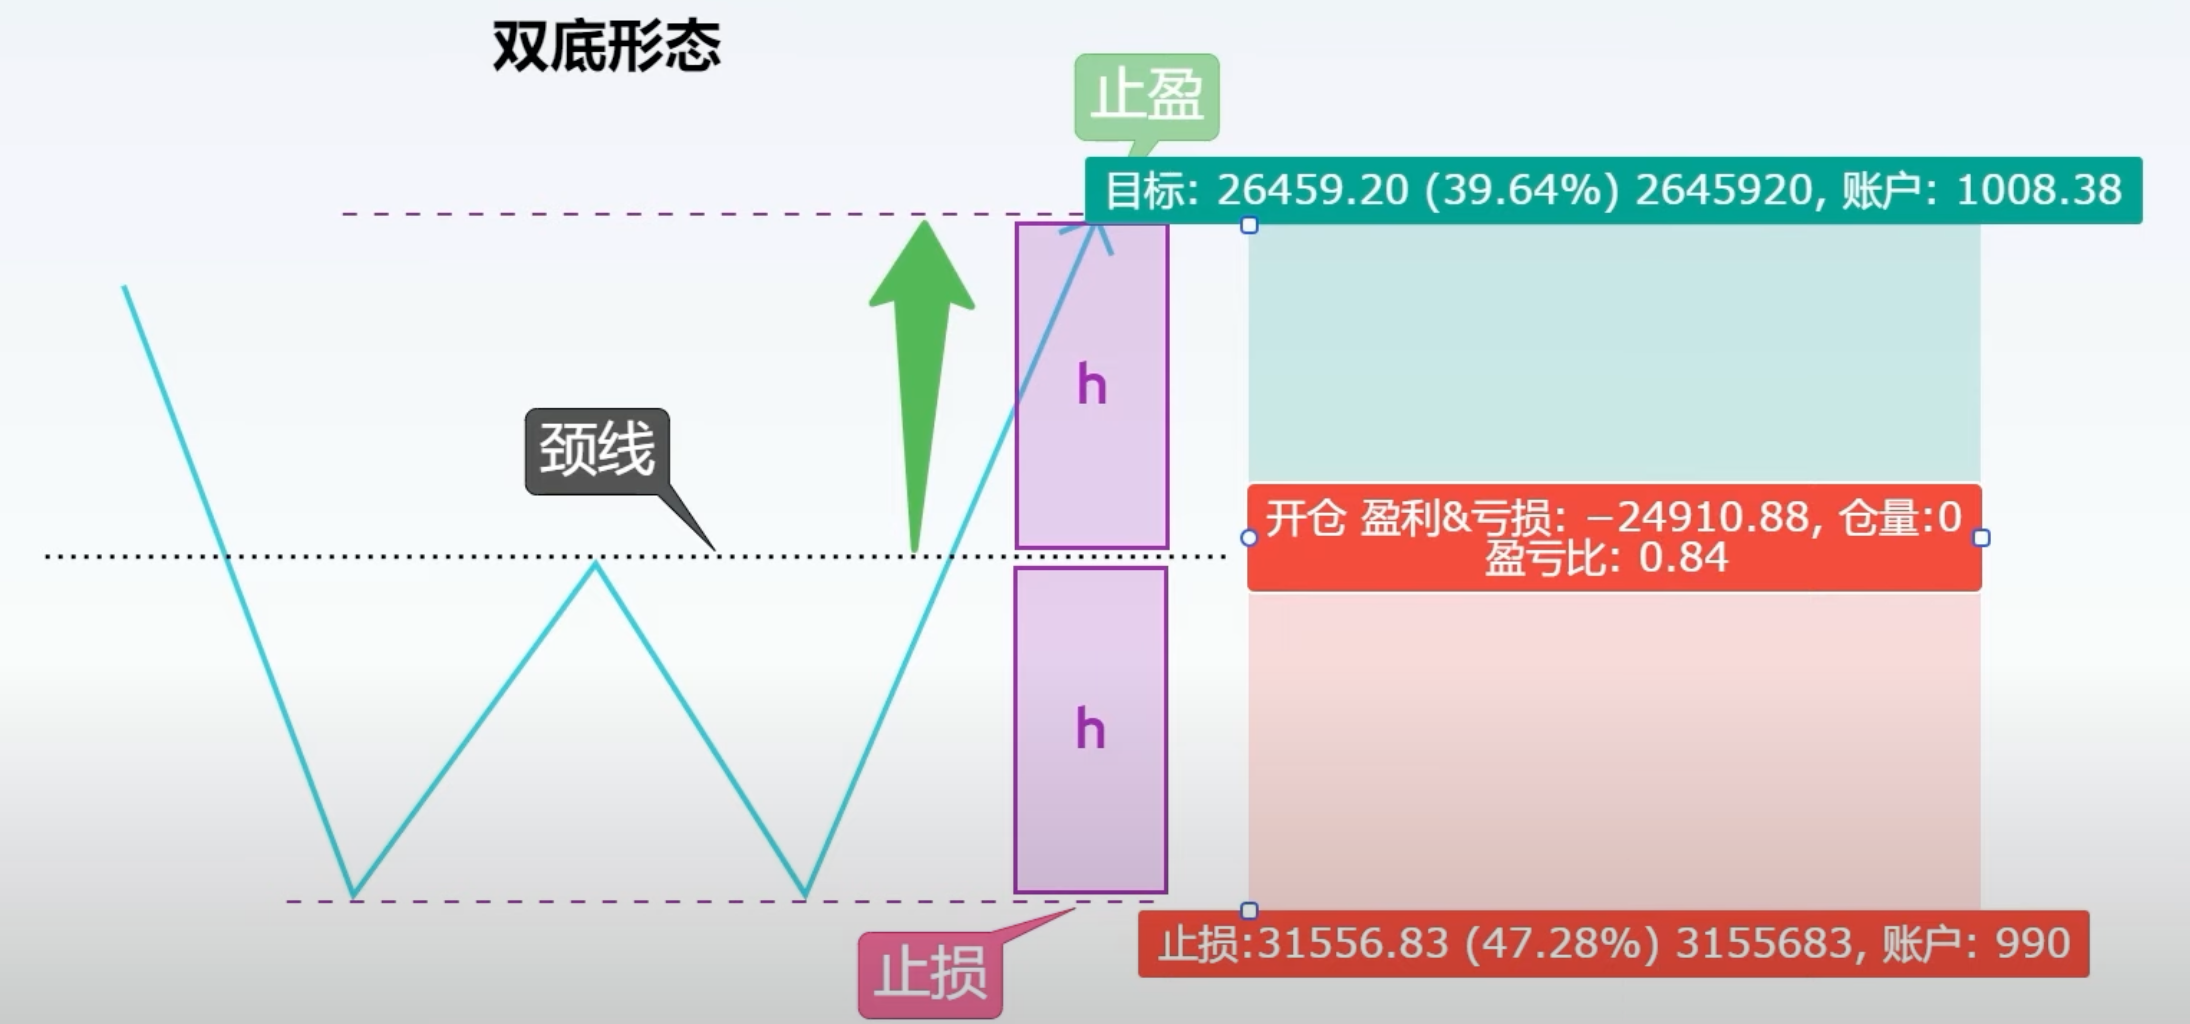 双底形态
止盈
目标: 26459.20 (39.64%) 2645920, 账户: 1008.38
h
颈线
开仓 盈利&亏损: −24910.88, 仓量:0
盈亏比: 0.84
h
止损:31556.83 (47.28%) 3155683, 账户: 990
止损